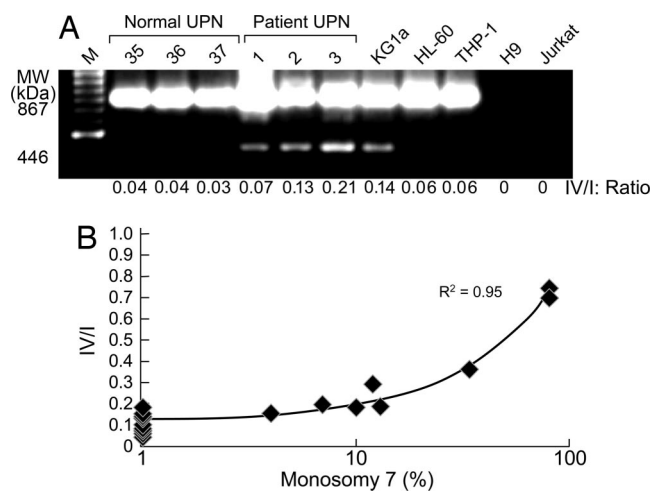 A
Normal UPN Patient UPN
M 35 36 37 1 2 3 KG1a HL-60 THP-1 H9 Jurkat
MW
(kDa)
867
446
0.04 0.04 0.03 0.07 0.13 0.21 0.14 0.06 0.06 0 0 IV/I: Ratio
B
1.0
0.9
0.8
0.7
0.6
0.5
0.4
0.3
0.2
0.1
0
IV/I
R² = 0.95
1 10 100
Monosomy 7 (%)